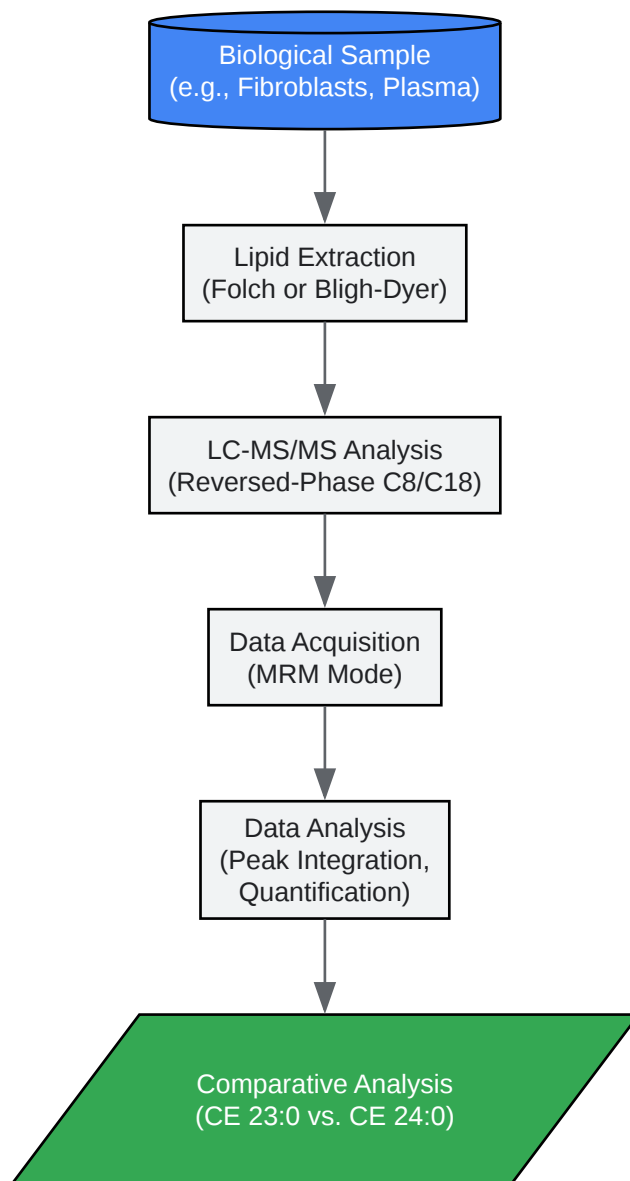 Biological Sample
(e.g., Fibroblasts, Plasma)
Lipid Extraction
(Folch or Bligh-Dyer)
LC-MS/MS Analysis
(Reversed-Phase C8/C18)
Data Acquisition
(MRM Mode)
Data Analysis
(Peak Integration,
Quantification)
Comparative Analysis
(CE 23:0 vs. CE 24:0)